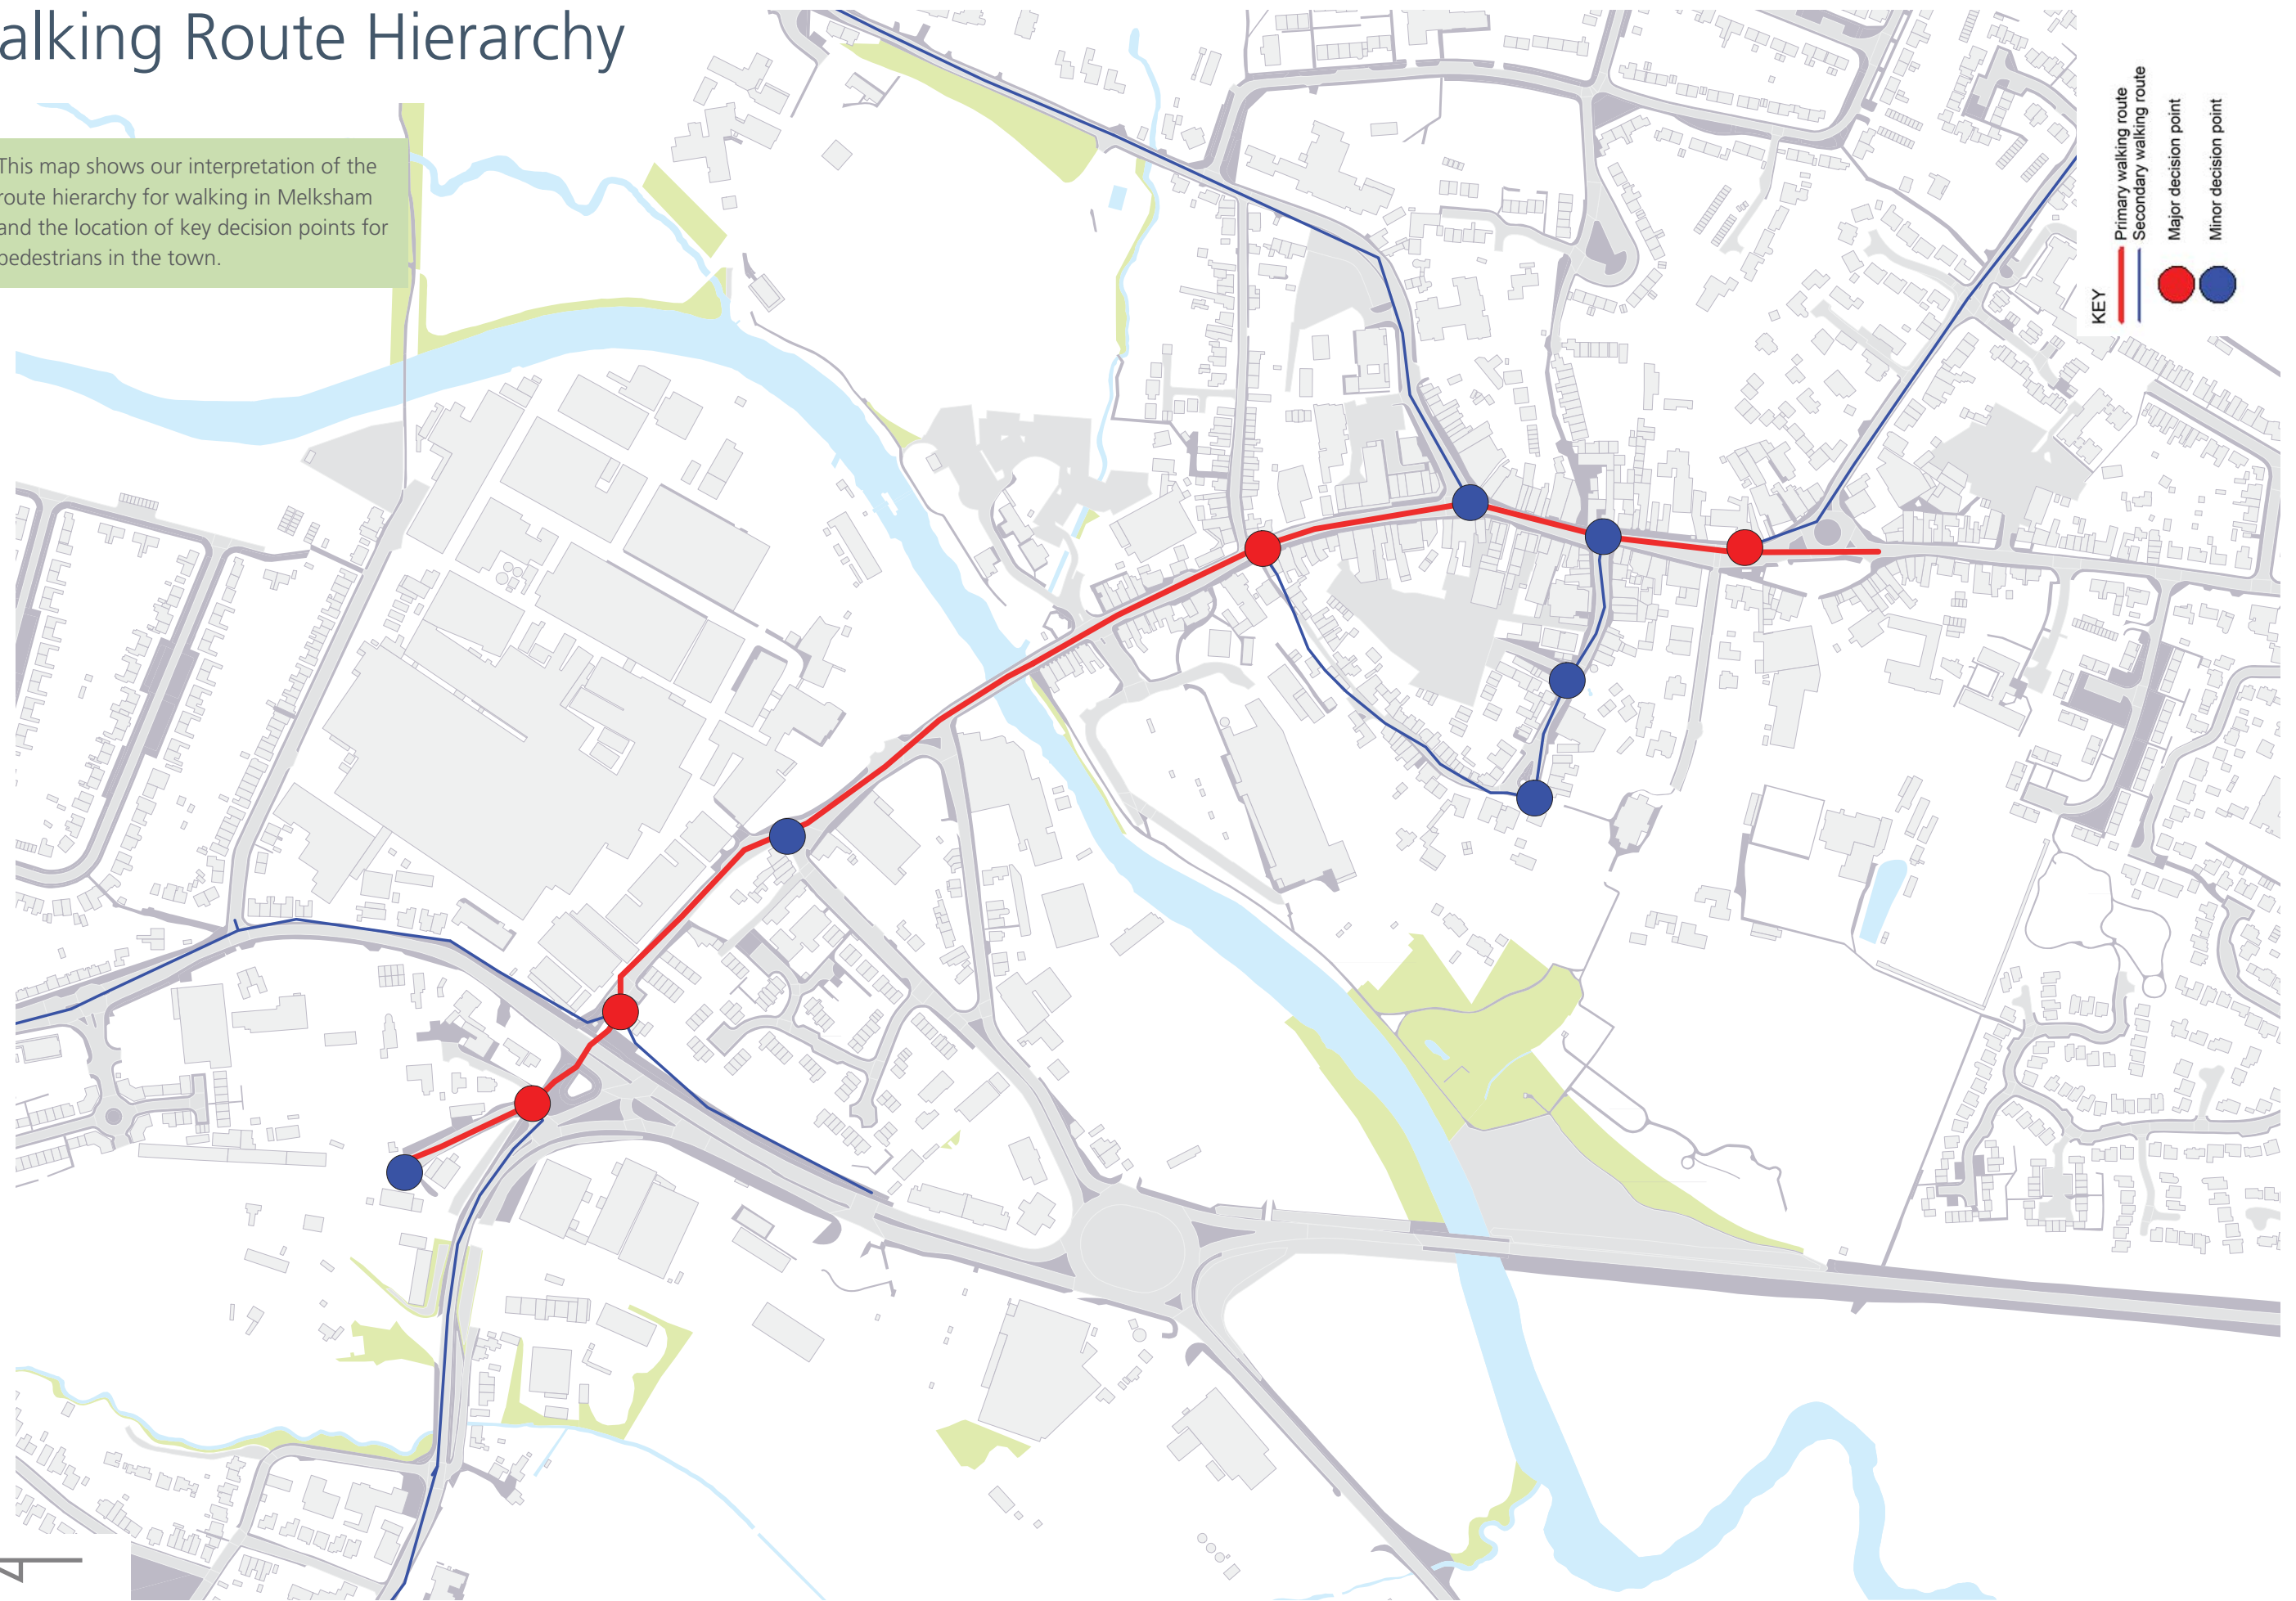 alking Route Hierarchy
This map shows our interpretation of the
route hierarchy for walking in Melksham
and the location of key decision points for
pedestrians in the town.
KEY
Primary walking route
Secondary walking route
Major decision point
Minor decision point
4